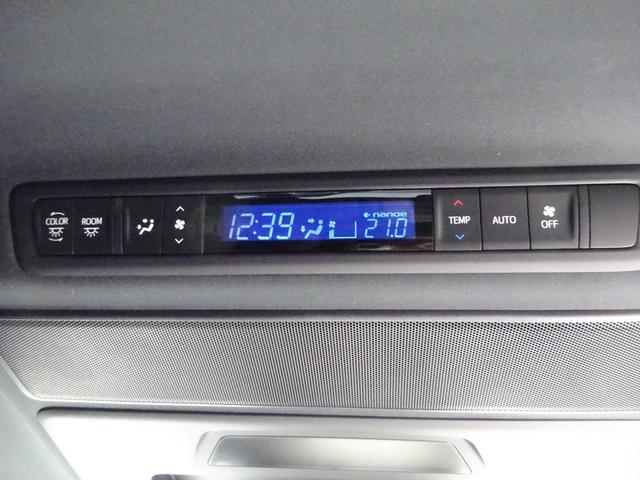 COLOR
ROOM
12:39
nanoe
21.0
TEMP
AUTO
OFF